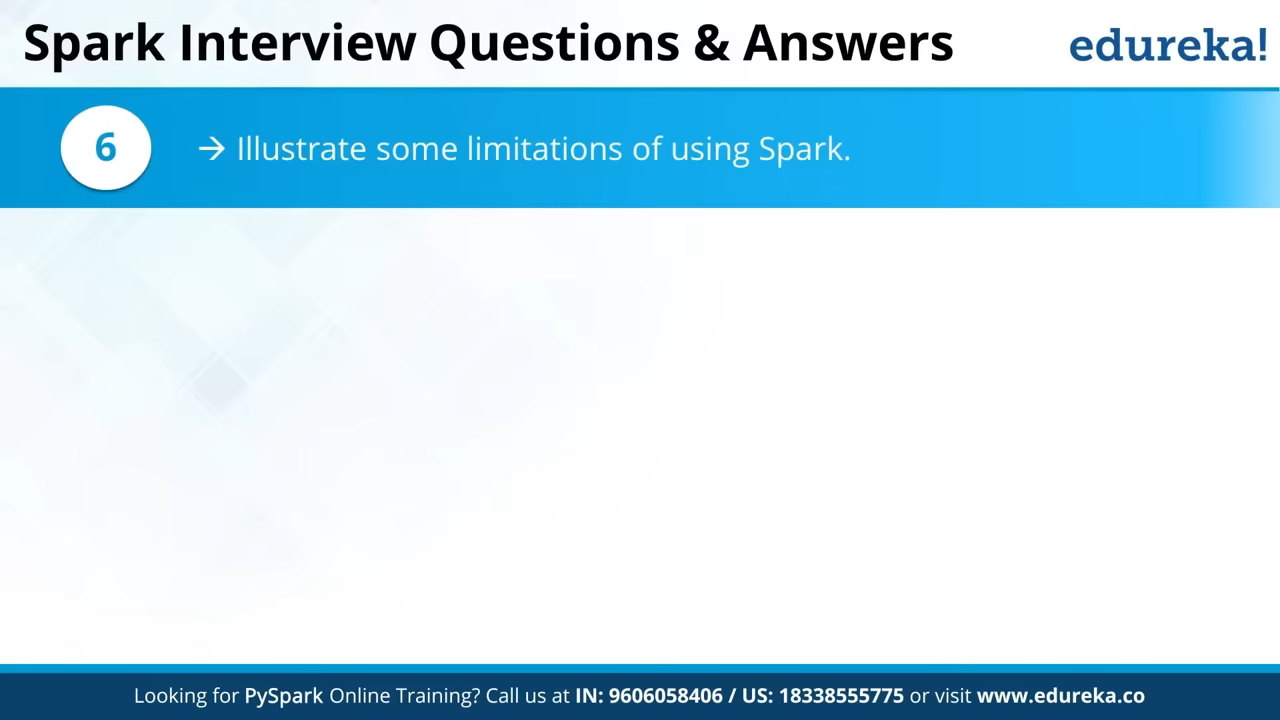 Spark Interview Questions & Answers
edureka!
6
→ Illustrate some limitations of using Spark.
Looking for PySpark Online Training? Call us at IN: 9606058406 / US: 18338555775 or visit www.edureka.co